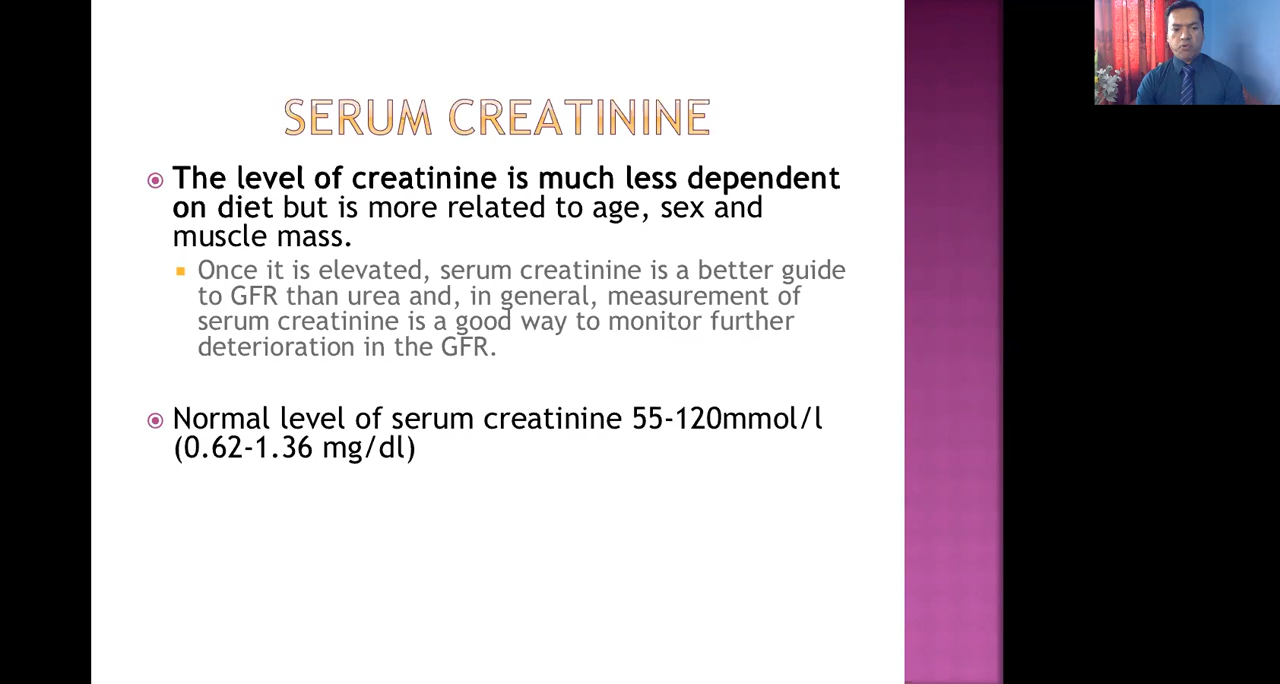 SERUM CREATININE
The level of creatinine is much less dependent
on diet but is more related to age, sex and
muscle mass.
Once it is elevated, serum creatinine is a better guide
to GFR than urea and, in general, measurement of
serum creatinine is a good way to monitor further
deterioration in the GFR.
Normal level of serum creatinine 55-120mmol/l
(0.62-1.36 mg/dl)